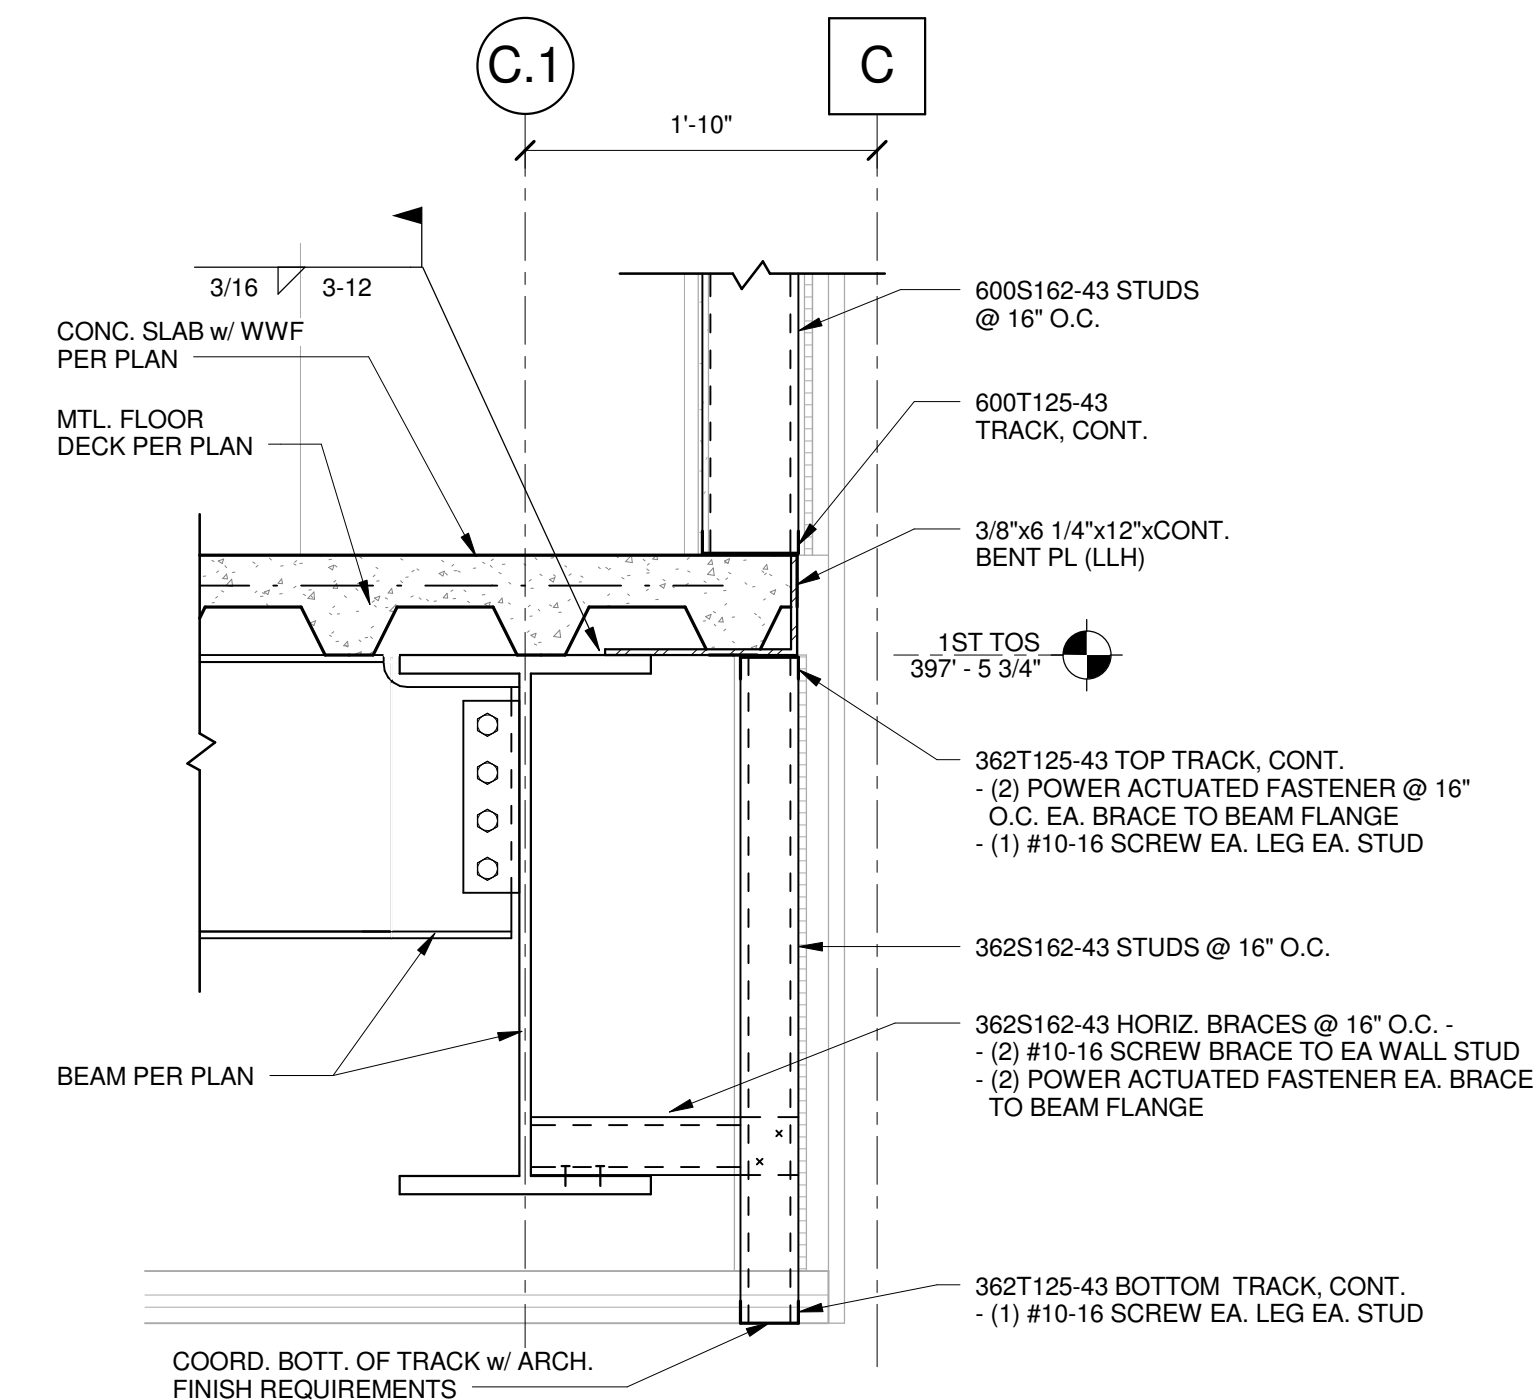 C.1
C
1'-10"
3/16
3-12
CONC. SLAB w/ WWF
PER PLAN
MTL. FLOOR
DECK PER PLAN
BEAM PER PLAN
COORD. BOTT. OF TRACK w/ ARCH.
FINISH REQUIREMENTS
600S162-43 STUDS
@ 16" O.C.
600T125-43
TRACK, CONT.
3/8"x6 1/4"x12"xCONT.
BENT PL (LLH)
1ST TOS
397' - 5 3/4"
362T125-43 TOP TRACK, CONT.
- (2) POWER ACTUATED FASTENER @ 16"
O.C. EA. BRACE TO BEAM FLANGE
- (1) #10-16 SCREW EA. LEG EA. STUD
362S162-43 STUDS @ 16" O.C.
362S162-43 HORIZ. BRACES @ 16" O.C. -
- (2) #10-16 SCREW BRACE TO EA WALL STUD
- (2) POWER ACTUATED FASTENER EA. BRACE
TO BEAM FLANGE
362T125-43 BOTTOM  TRACK, CONT.
- (1) #10-16 SCREW EA. LEG EA. STUD